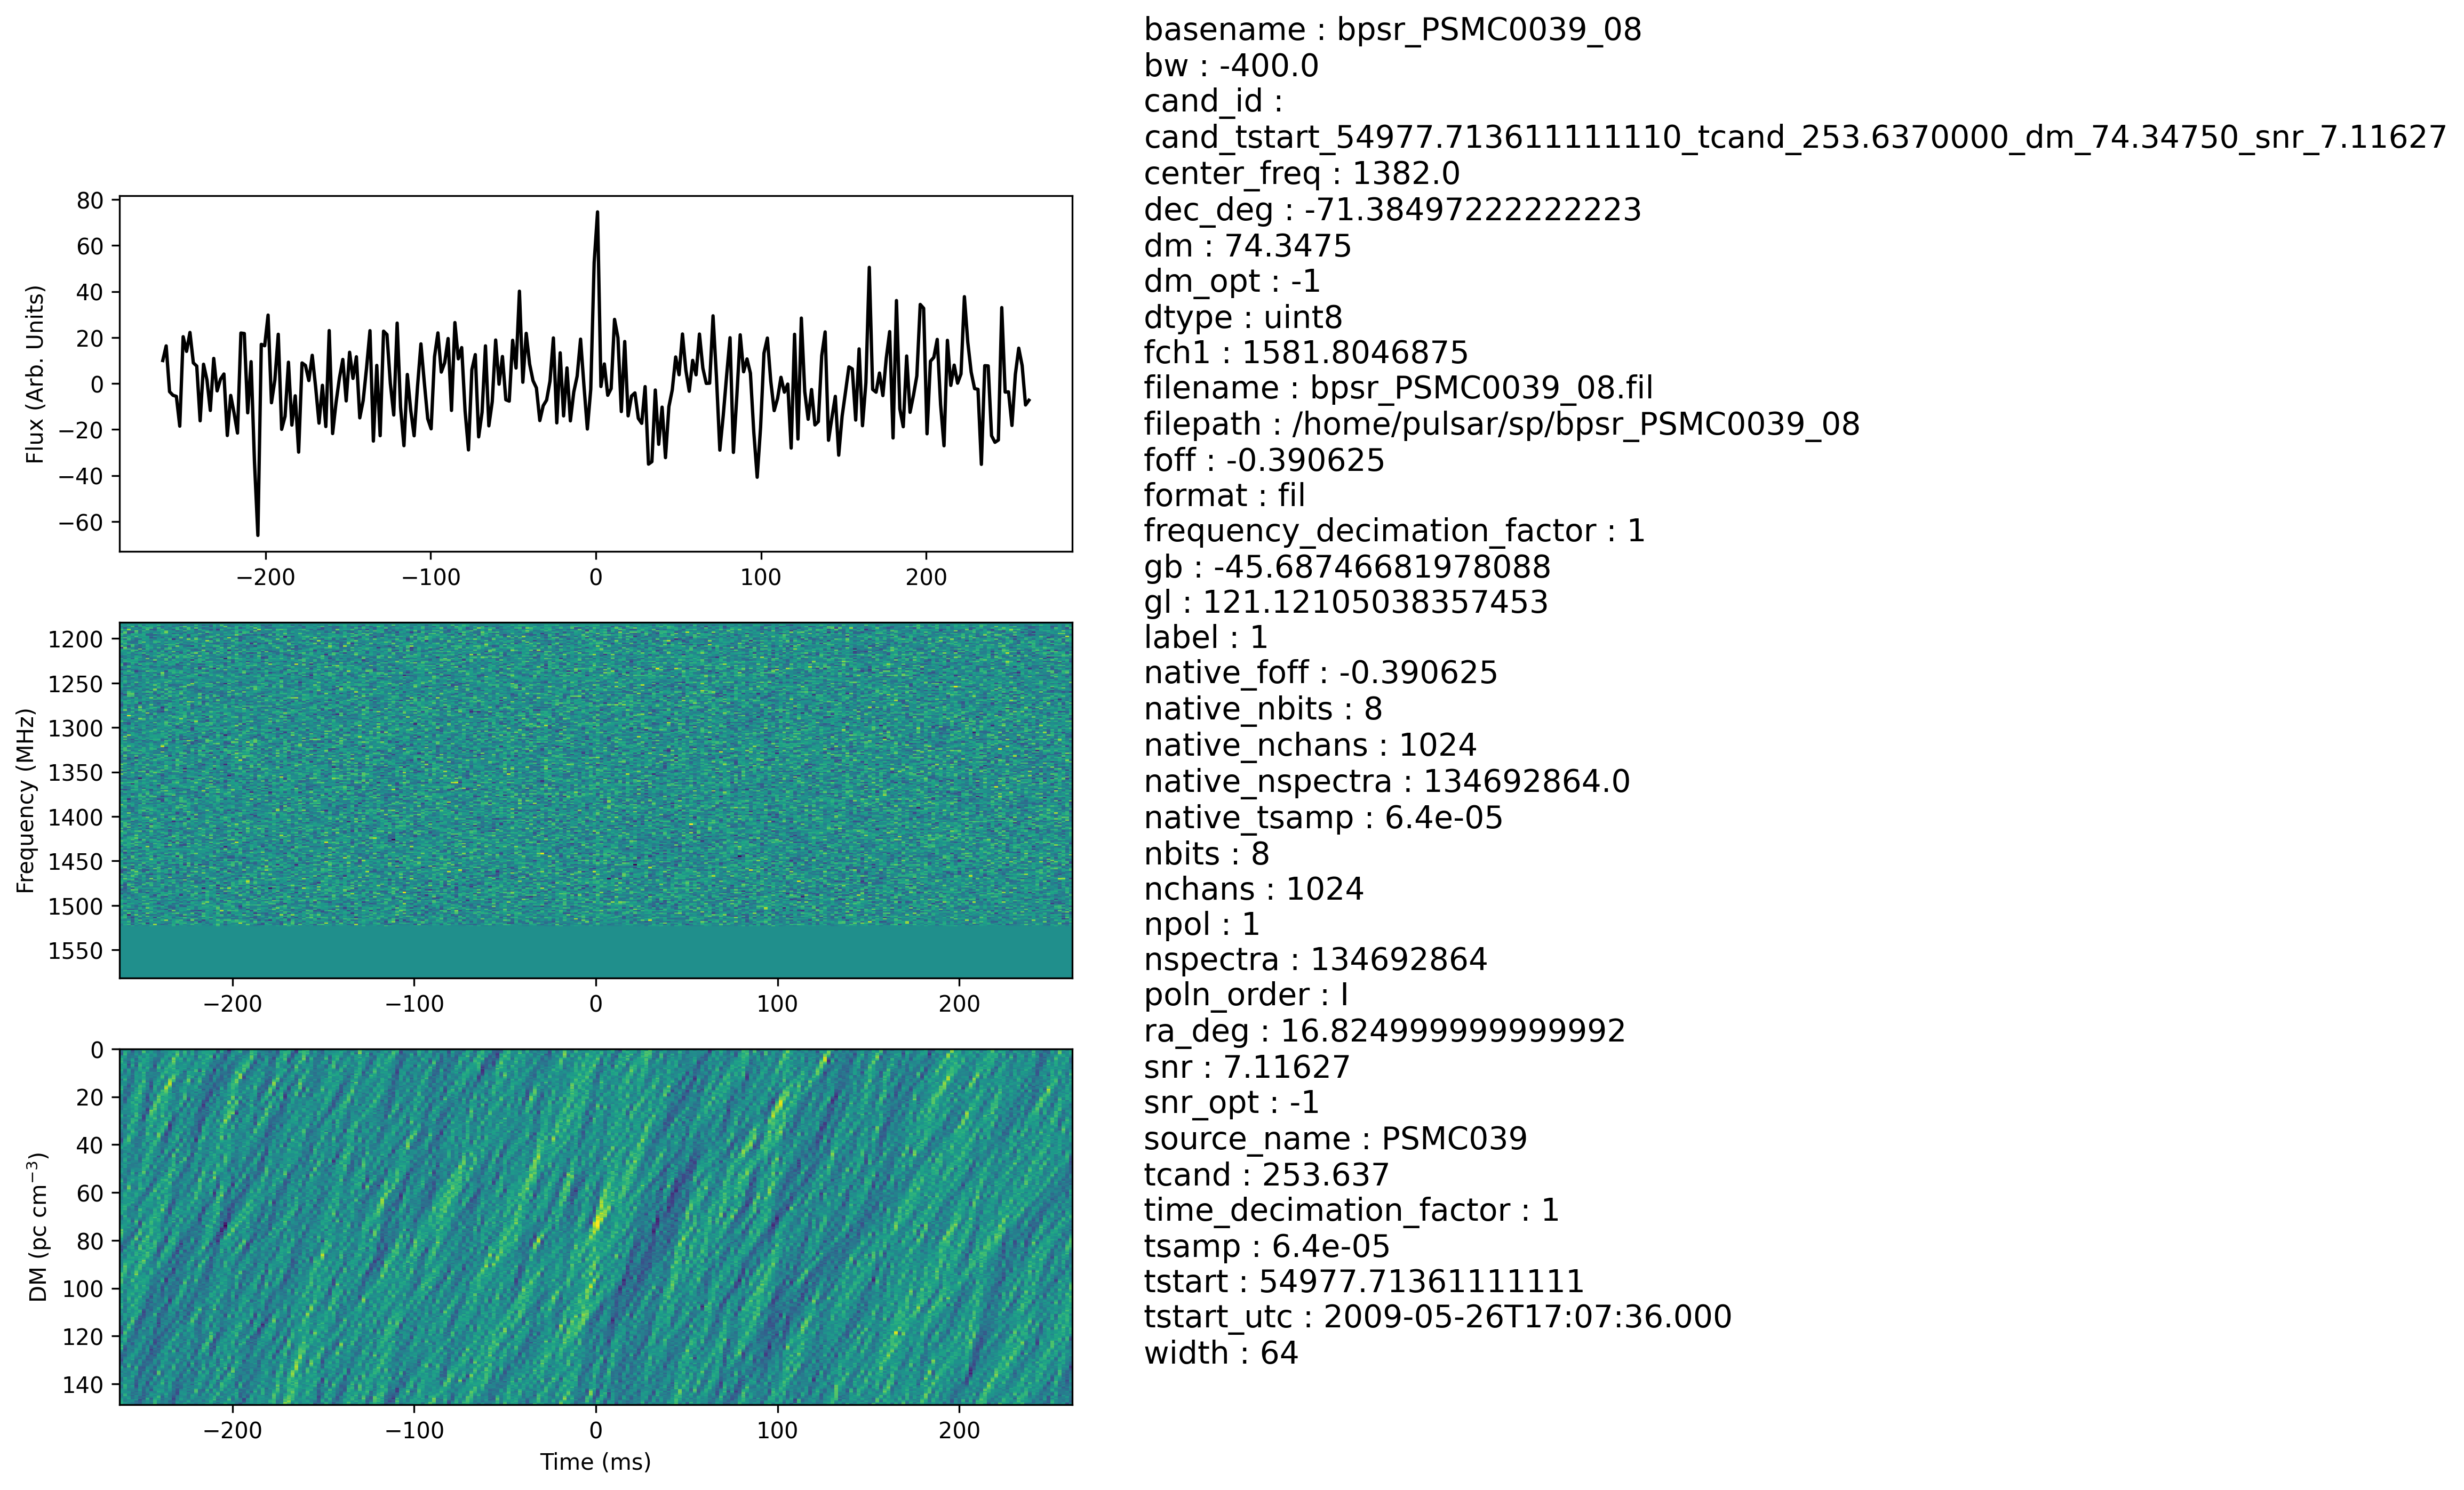 80
60
40
20
0
−20
−40
−60
Flux (Arb. Units)
−200 −100 0 100 200
1200
1250
1300
1350
1400
1450
1500
1550
Frequency (MHz)
−200 −100 0 100 200
0
20
40
60
80
100
120
140
DM (pc cm⁻³)
−200 −100 0 100 200
Time (ms)
basename : bpsr_PSMC0039_08
bw : -400.0
cand_id :
cand_tstart_54977.713611111110_tcand_253.6370000_dm_74.34750_snr_7.11627
center_freq : 1382.0
dec_deg : -71.38497222222223
dm : 74.3475
dm_opt : -1
dtype : uint8
fch1 : 1581.8046875
filename : bpsr_PSMC0039_08.fil
filepath : /home/pulsar/sp/bpsr_PSMC0039_08
foff : -0.390625
format : fil
frequency_decimation_factor : 1
gb : -45.68746681978088
gl : 121.12105038357453
label : 1
native_foff : -0.390625
native_nbits : 8
native_nchans : 1024
native_nspectra : 134692864.0
native_tsamp : 6.4e-05
nbits : 8
nchans : 1024
npol : 1
nspectra : 134692864
poln_order : I
ra_deg : 16.824999999999992
snr : 7.11627
snr_opt : -1
source_name : PSMC039
tcand : 253.637
time_decimation_factor : 1
tsamp : 6.4e-05
tstart : 54977.71361111111
tstart_utc : 2009-05-26T17:07:36.000
width : 64